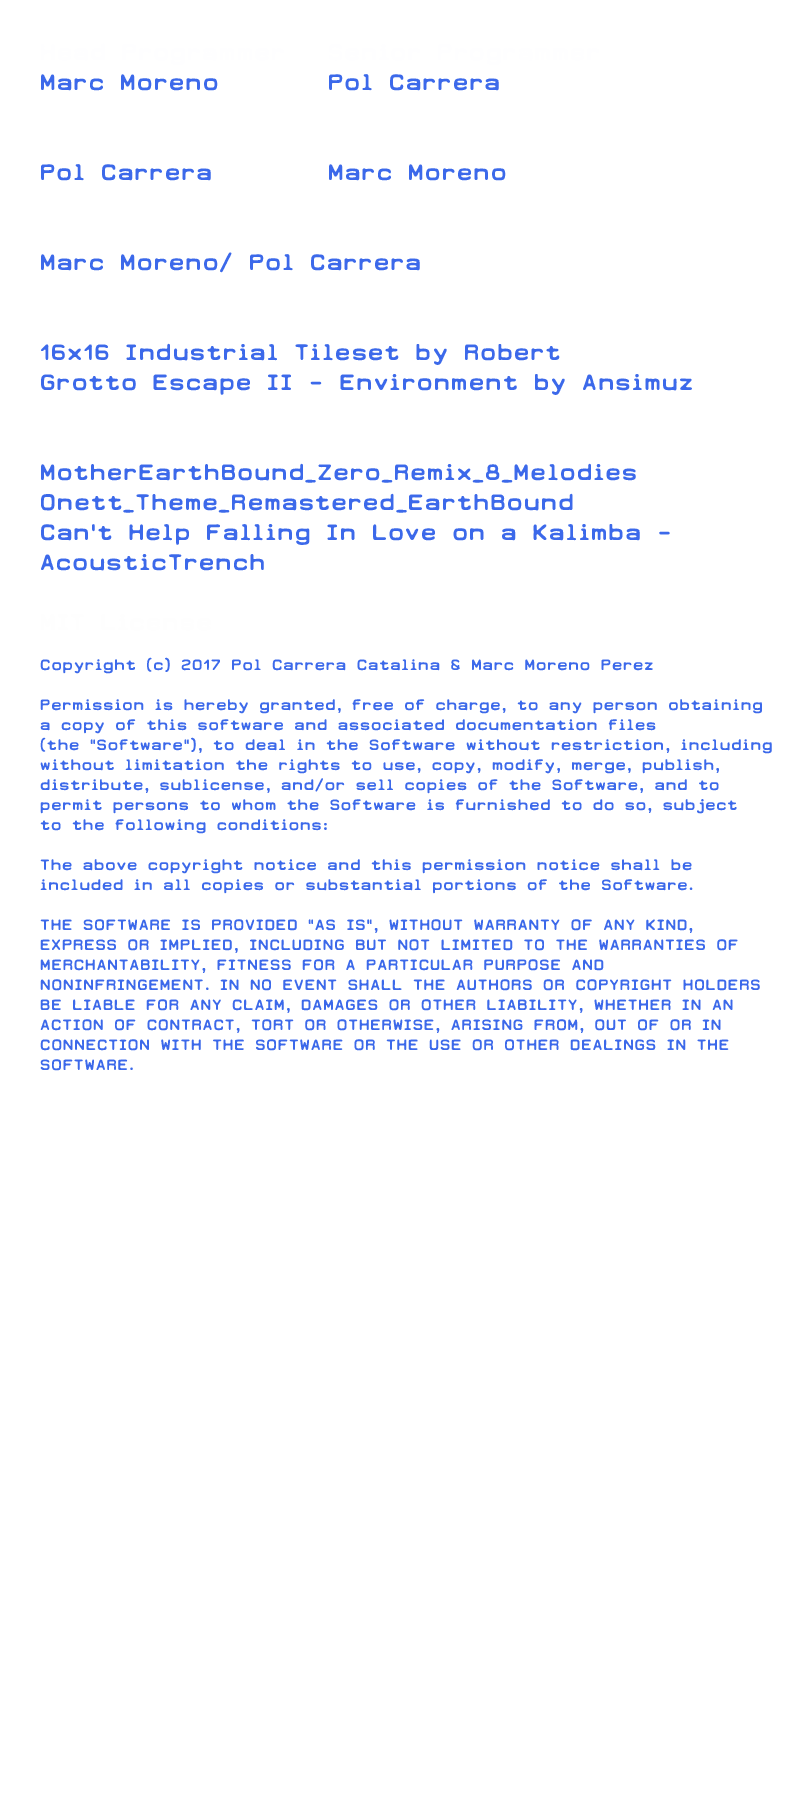 Marc Moreno Pol Carrera
Pol Carrera Marc Moreno
Marc Moreno/ Pol Carrera
16x16 Industrial Tileset by Robert
Grotto Escape II - Environment by Ansimuz
MotherEarthBound_Zero_Remix_8_Melodies
Onett_Theme_Remastered_EarthBound
Can't Help Falling In Love on a Kalimba -
AcousticTrench
Copyright (c) 2017 Pol Carrera Catalina & Marc Moreno Perez
Permission is hereby granted, free of charge, to any person obtaining
a copy of this software and associated documentation files
(the "Software"), to deal in the Software without restriction, including
without limitation the rights to use, copy, modify, merge, publish,
distribute, sublicense, and/or sell copies of the Software, and to
permit persons to whom the Software is furnished to do so, subject
to the following conditions:
The above copyright notice and this permission notice shall be
included in all copies or substantial portions of the Software.
THE SOFTWARE IS PROVIDED "AS IS", WITHOUT WARRANTY OF ANY KIND,
EXPRESS OR IMPLIED, INCLUDING BUT NOT LIMITED TO THE WARRANTIES OF
MERCHANTABILITY, FITNESS FOR A PARTICULAR PURPOSE AND
NONINFRINGEMENT. IN NO EVENT SHALL THE AUTHORS OR COPYRIGHT HOLDERS
BE LIABLE FOR ANY CLAIM, DAMAGES OR OTHER LIABILITY, WHETHER IN AN
ACTION OF CONTRACT, TORT OR OTHERWISE, ARISING FROM, OUT OF OR IN
CONNECTION WITH THE SOFTWARE OR THE USE OR OTHER DEALINGS IN THE
SOFTWARE.